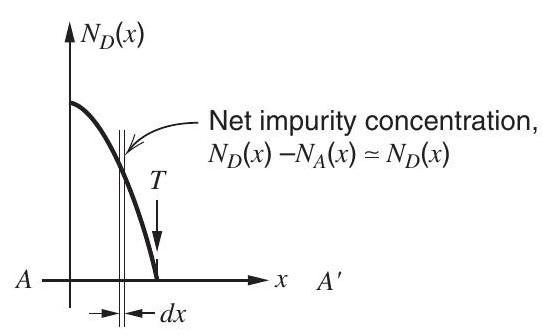 N_D(x)
Net impurity concentration,
N_D(x) –N_A(x) ≃ N_D(x)
T
A
x
A′
dx